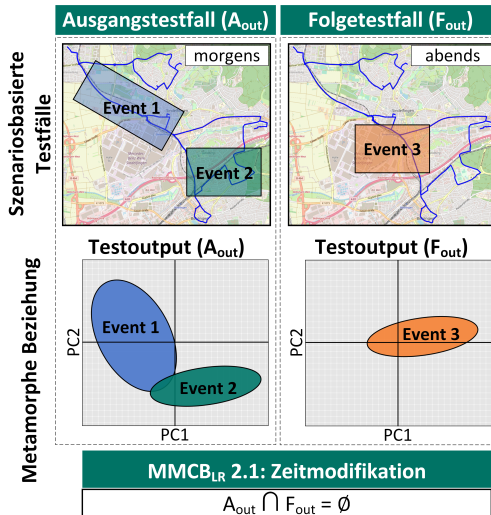 Ausgangstestfall (Aout)
Folgetestfall (Fout)
Szenariosbasierte
Testfälle
morgens
Event 1
Event 2
abends
Event 3
Metamorphe Beziehung
Testoutput (Aout)
Testoutput (Fout)
PC2
Event 1
Event 2
PC1
PC2
Event 3
PC1
MMCBLR 2.1: Zeitmodifikation
Aout ⋂ Fout = Ø